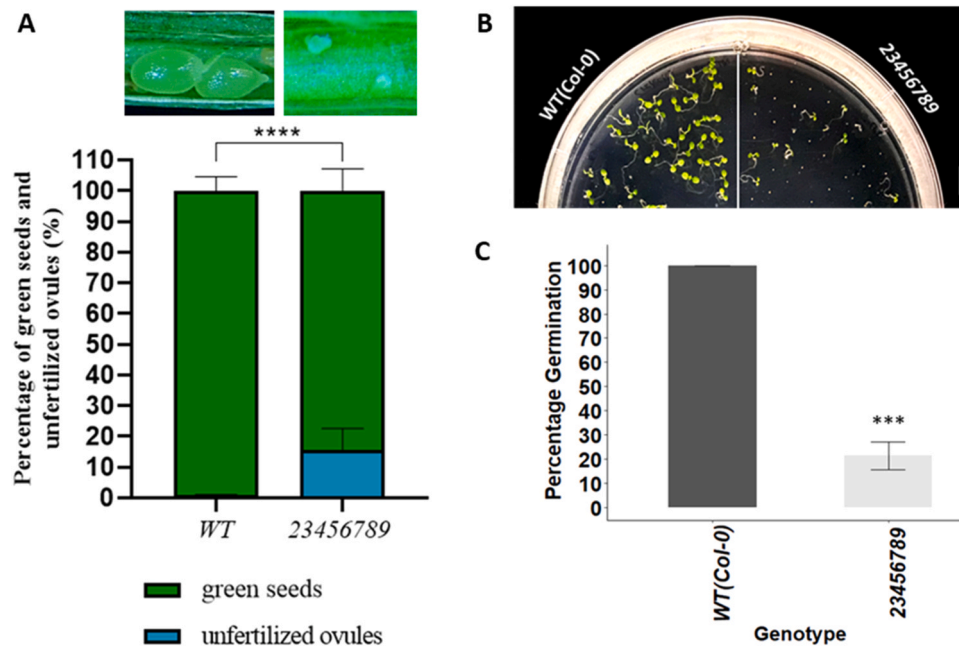 A
****
Percentage of green seeds and
unfertilized ovules (%)
110
100
90
80
70
60
50
40
30
20
10
0
WT
23456789
green seeds
unfertilized ovules
B
WT(Col-0)
23456789
C
Percentage Germination
100
90
80
70
60
50
40
30
20
10
0
***
WT(Col-0)
23456789
Genotype